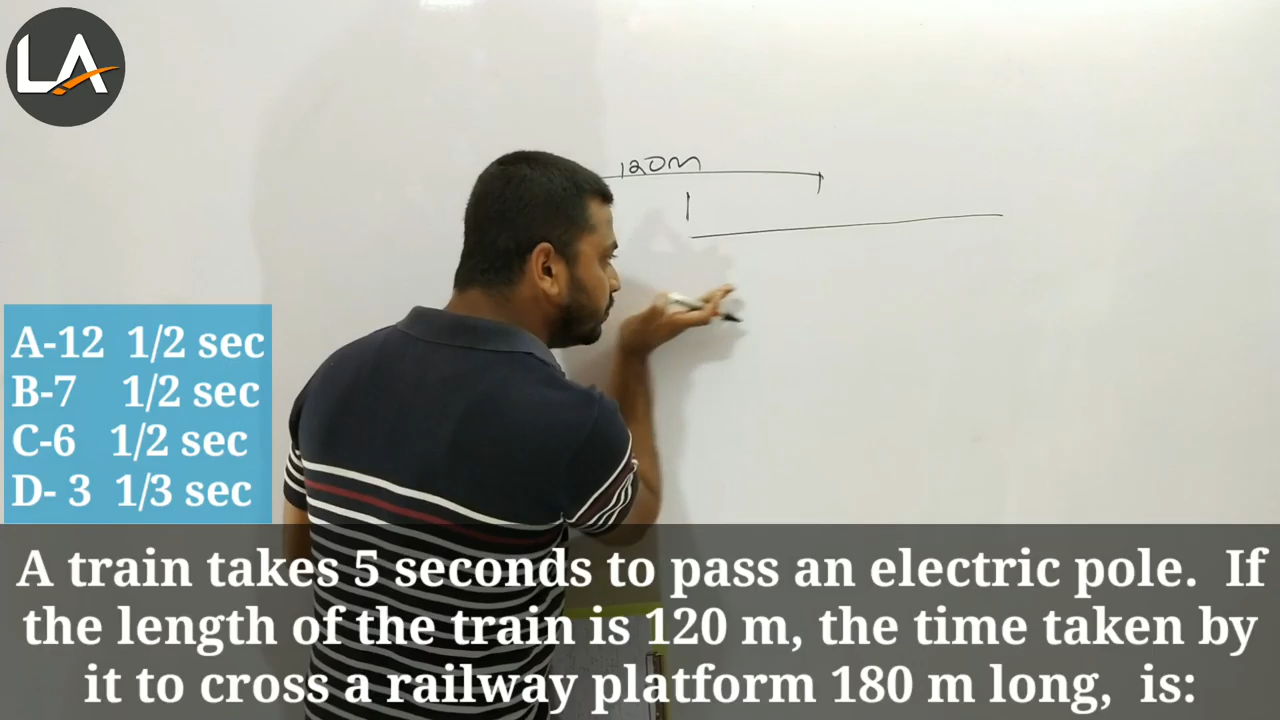 LA
120m
A-12 1/2 sec
B-7 1/2 sec
C-6 1/2 sec
D- 3 1/3 sec
A train takes 5 seconds to pass an electric pole. If
the length of the train is 120 m, the time taken by
it to cross a railway platform 180 m long, is: